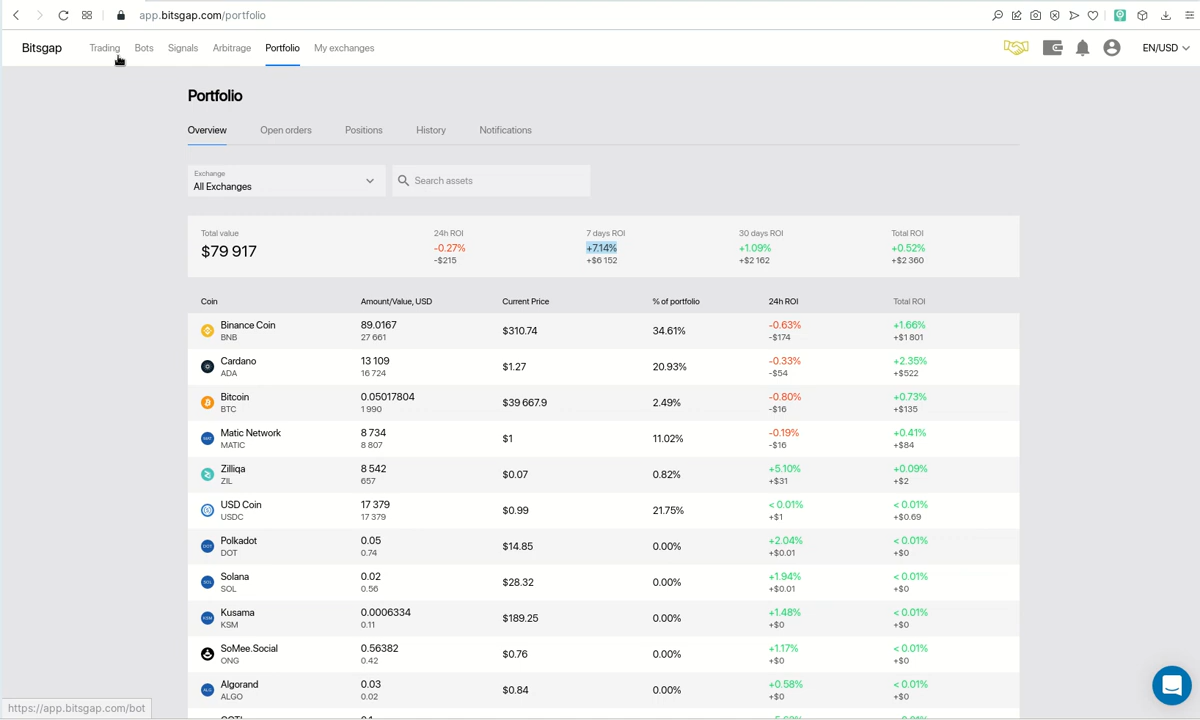 app.bitsgap.com/portfolio
Bitsgap Trading Bots Signals Arbitrage Portfolio My exchanges EN/USD
Portfolio
Overview Open orders Positions History Notifications
Exchange
All Exchanges
Search assets
Total value 24h ROI 7 days ROI 30 days ROI Total ROI
$79 917 -0.27% +7.14% +1.09% +0.52%
-$215 +$6 152 +$2 162 +$2 360
Coin Amount/Value, USD Current Price % of portfolio 24h ROI Total ROI
Binance Coin 89.0167 $310.74 34.61% -0.63% +1.66%
BNB 27 661 -$174 +$1 801
Cardano 13 109 $1.27 20.93% -0.33% +2.35%
ADA 16 724 -$54 +$522
Bitcoin 0.05017804 $39 667.9 2.49% -0.80% +0.73%
BTC 1 990 -$16 +$135
Matic Network 8 734 $1 11.02% -0.19% +0.41%
MATIC 8 807 -$16 +$84
Zilliqa 8 542 $0.07 0.82% +5.10% +0.09%
ZIL 657 +$31 +$2
USD Coin 17 379 $0.99 21.75% < 0.01% < 0.01%
USDC 17 379 +$1 +$0.69
Polkadot 0.05 $14.85 0.00% +2.04% < 0.01%
DOT 0.74 +$0.01 +$0
Solana 0.02 $28.32 0.00% +1.94% < 0.01%
SOL 0.56 +$0.01 +$0
Kusama 0.0006334 $189.25 0.00% +1.48% < 0.01%
KSM 0.11 +$0 +$0
SoMee.Social 0.56382 $0.76 0.00% +1.17% < 0.01%
ONG 0.42 +$0 +$0
Algorand 0.03 $0.84 0.00% +0.58% < 0.01%
ALGO 0.02 +$0 +$0
https://app.bitsgap.com/bot